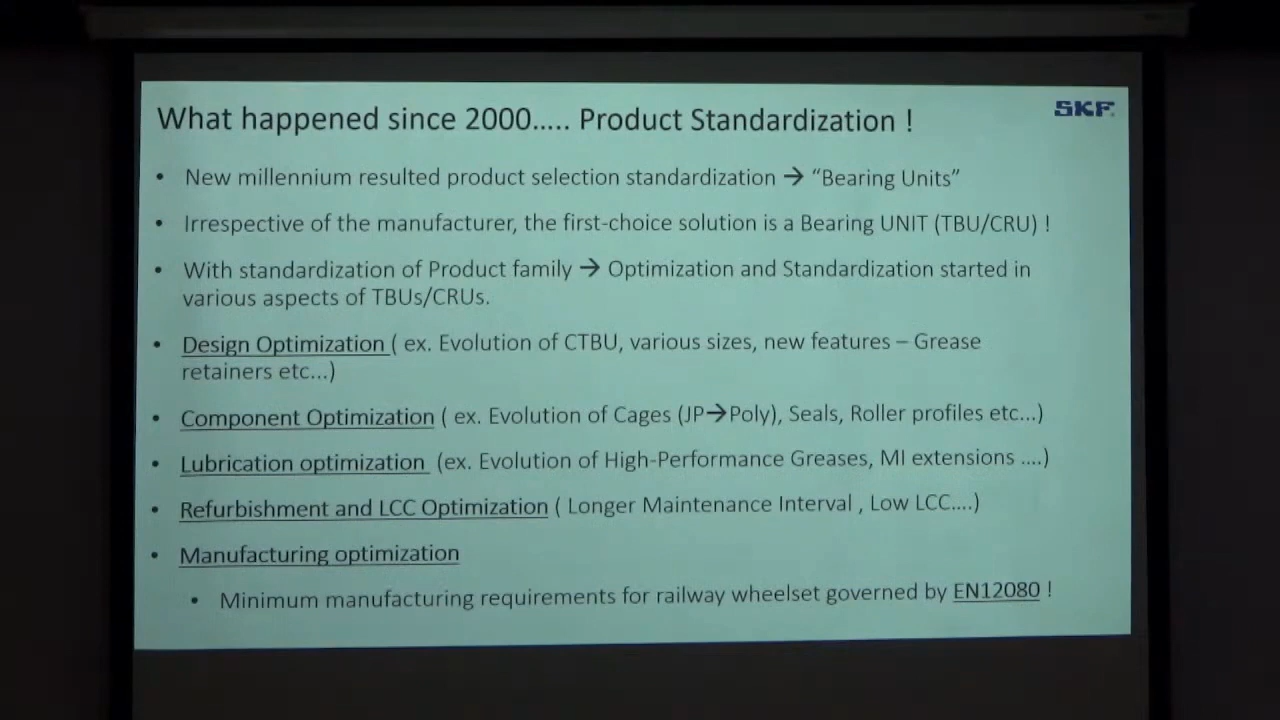 What happened since 2000..... Product Standardization !
SKF.
• New millennium resulted product selection standardization → “Bearing Units”
• Irrespective of the manufacturer, the first-choice solution is a Bearing UNIT (TBU/CRU) !
• With standardization of Product family → Optimization and Standardization started in
various aspects of TBUs/CRUs.
• Design Optimization ( ex. Evolution of CTBU, various sizes, new features – Grease
retainers etc...)
• Component Optimization ( ex. Evolution of Cages (JP→Poly), Seals, Roller profiles etc...)
• Lubrication optimization (ex. Evolution of High-Performance Greases, MI extensions ....)
• Refurbishment and LCC Optimization ( Longer Maintenance Interval , Low LCC....)
• Manufacturing optimization
• Minimum manufacturing requirements for railway wheelset governed by EN12080 !